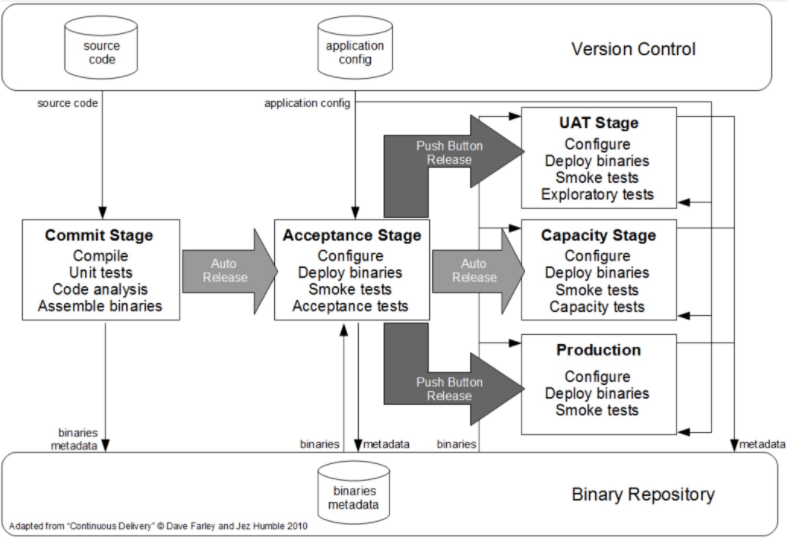 source
code
application
config
Version Control
source code
application config
Push Button
Release
UAT Stage
Configure
Deploy binaries
Smoke tests
Exploratory tests
Commit Stage
Compile
Unit tests
Code analysis
Assemble binaries
Auto
Release
Acceptance Stage
Configure
Deploy binaries
Smoke tests
Acceptance tests
Auto
Release
Capacity Stage
Configure
Deploy binaries
Smoke tests
Capacity tests
Push Button
Release
Production
Configure
Deploy binaries
Smoke tests
binaries
metadata
binaries
metadata
binaries
metadata
binaries
metadata
Binary Repository
Adapted from "Continuous Delivery" © Dave Farley and Jez Humble 2010